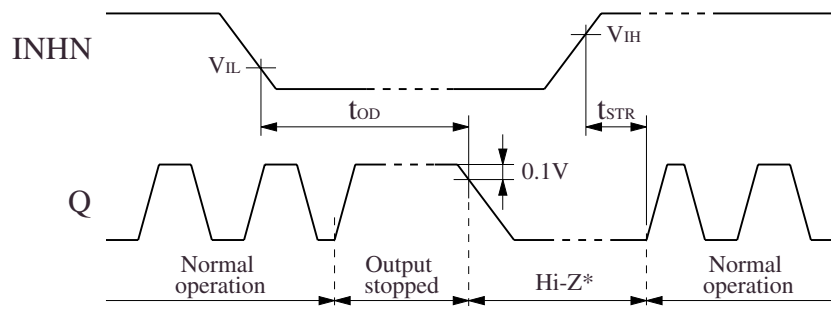 INHN
VIL
VIH
tOD
tSTR
0.1V
Q
Normal operation
Output stopped
Hi-Z*
Normal operation